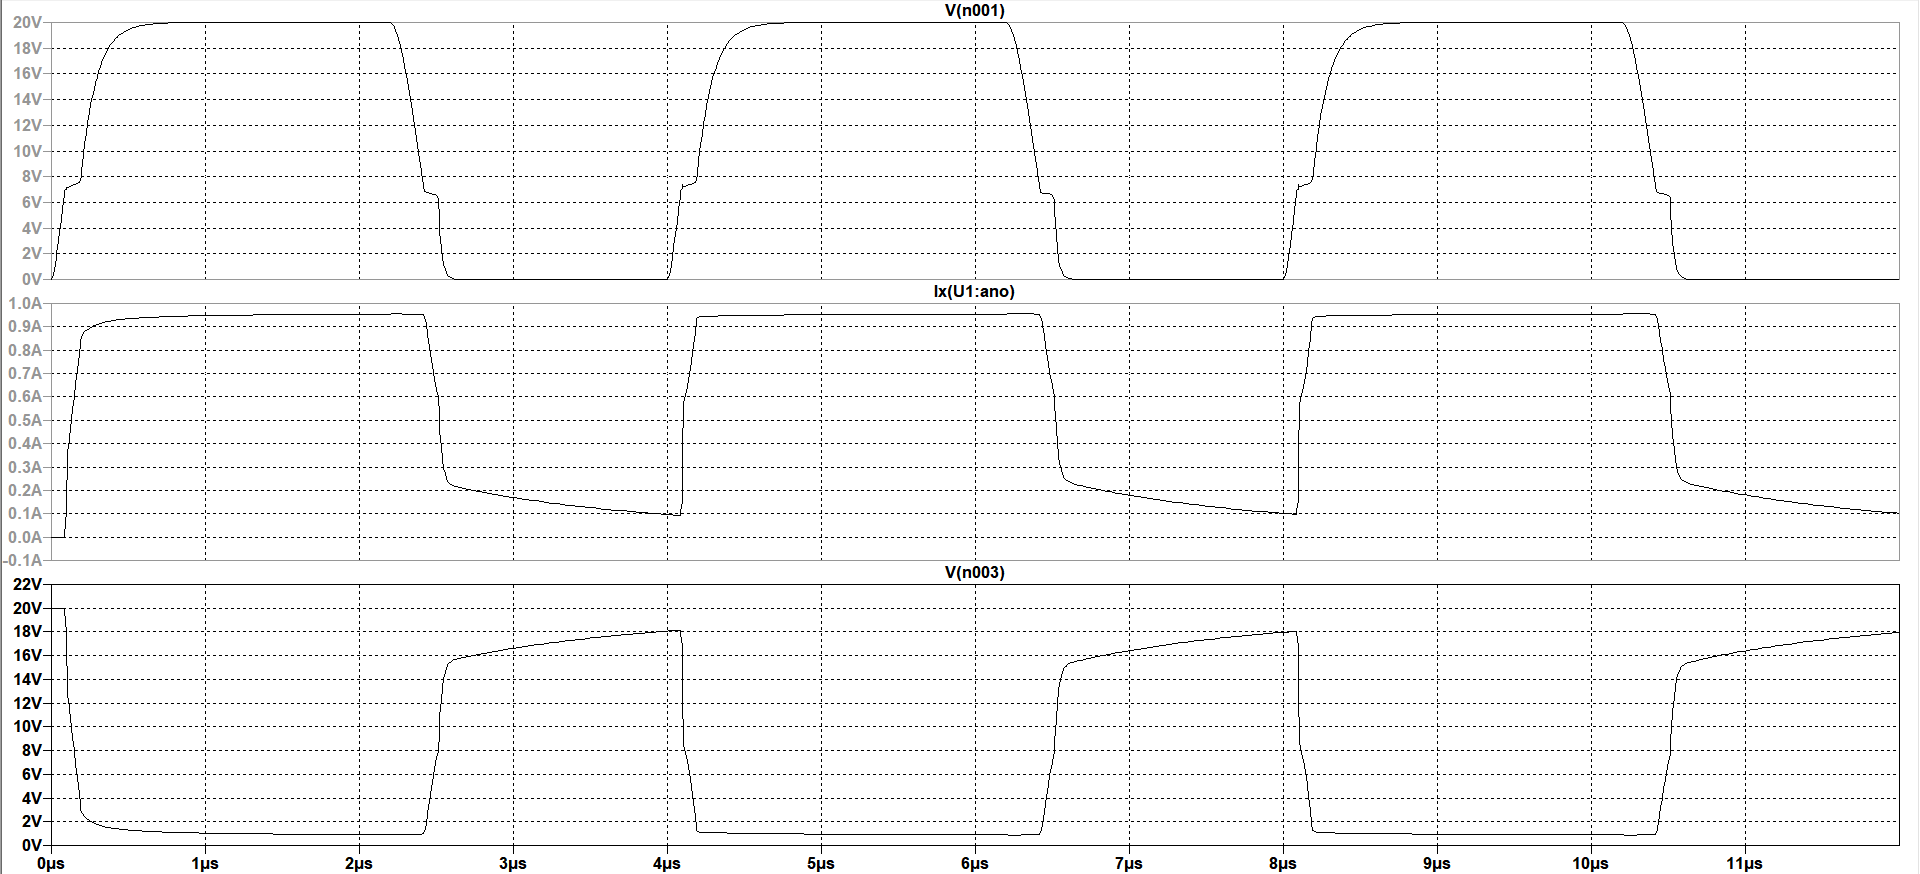 V(n001)
20V
18V
16V
14V
12V
10V
8V
6V
4V
2V
0V
Ix(U1:ano)
1.0A
0.9A
0.8A
0.7A
0.6A
0.5A
0.4A
0.3A
0.2A
0.1A
0.0A
-0.1A
V(n003)
22V
20V
18V
16V
14V
12V
10V
8V
6V
4V
2V
0V
0µs 1µs 2µs 3µs 4µs 5µs 6µs 7µs 8µs 9µs 10µs 11µs